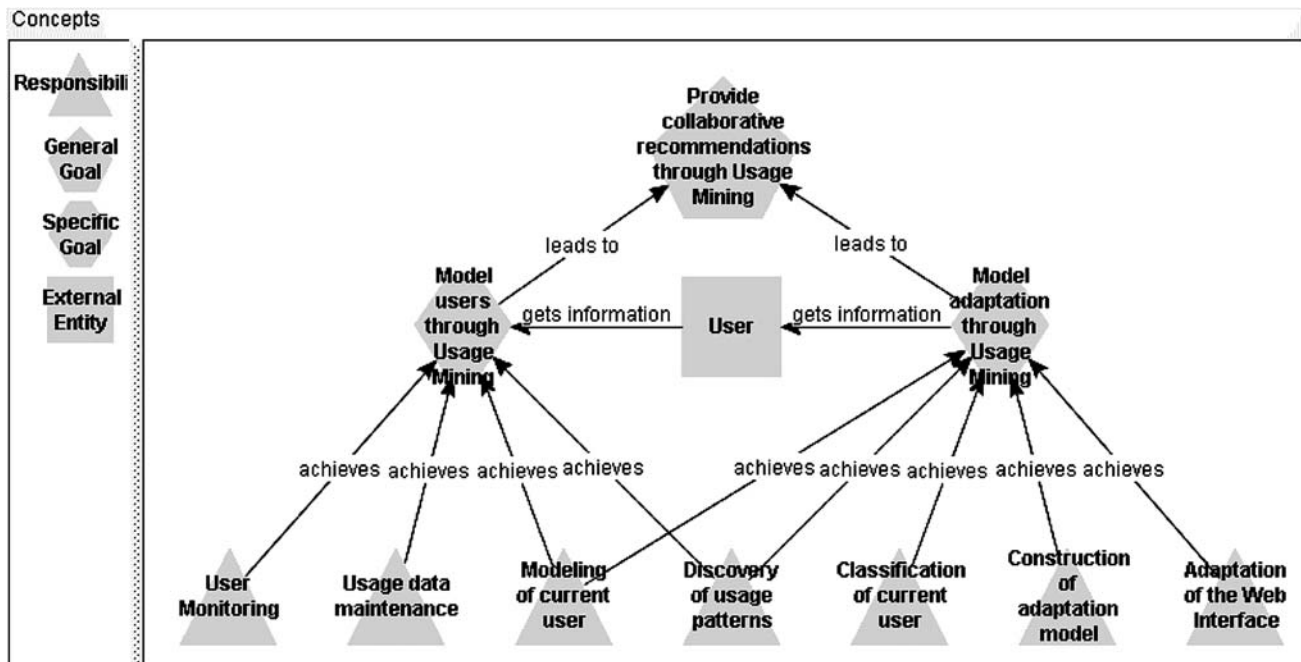 Concepts
Responsibili
General
Goal
Specific
Goal
External
Entity
Provide
collaborative
recommendations
through Usage
Mining
leads to
leads to
Model
users
through
Usage
Mining
gets information
User
gets information
Model
adaptation
through
Usage
Mining
achieves
achieves
achieves
achieves
achieves
achieves
achieves
achieves
achieves
User
Monitoring
Usage data
maintenance
Modeling
of current
user
Discovery
of usage
patterns
Classification
of current
user
Construction
of
adaptation
model
Adaptation
of the Web
Interface